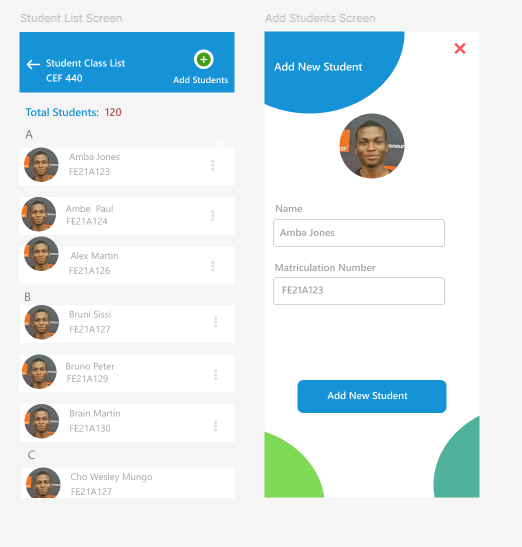 Student List Screen
Student Class List
CEF 440
Add Students
Total Students: 120
A
Amba Jones
FE21A123
Ambe Paul
FE21A124
Alex Martin
FE21A126
B
Bruni Sissi
FE21A127
Bruno Peter
FE21A129
Brain Martin
FE21A130
C
Cho Wesley Mungo
FE21A127
Add Students Screen
Add New Student
Name
Amba Jones
Matriculation Number
FE21A123
Add New Student